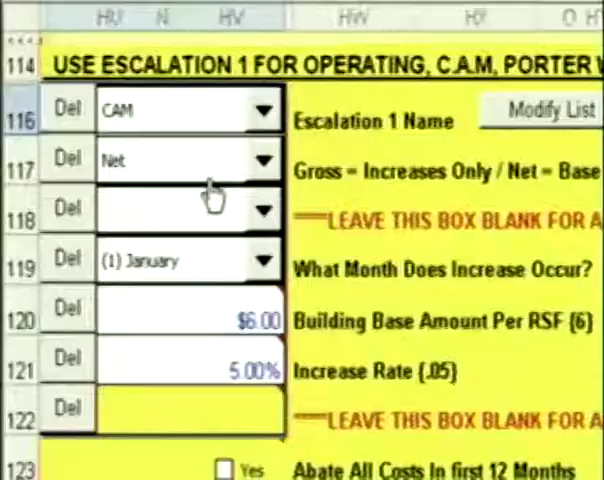 HU N HV HW HX O H
114 USE ESCALATION 1 FOR OPERATING, C.A.M, PORTER
116 Del CAM Escalation 1 Name Modify List
117 Del Net Gross = Increases Only / Net = Base
118 Del ****LEAVE THIS BOX BLANK FOR A
119 Del (1) January What Month Does Increase Occur?
120 Del $6.00 Building Base Amount Per RSF {6}
121 Del 5.00% Increase Rate {.05}
122 Del ****LEAVE THIS BOX BLANK FOR A
123 Yes Abate All Costs In first 12 Months